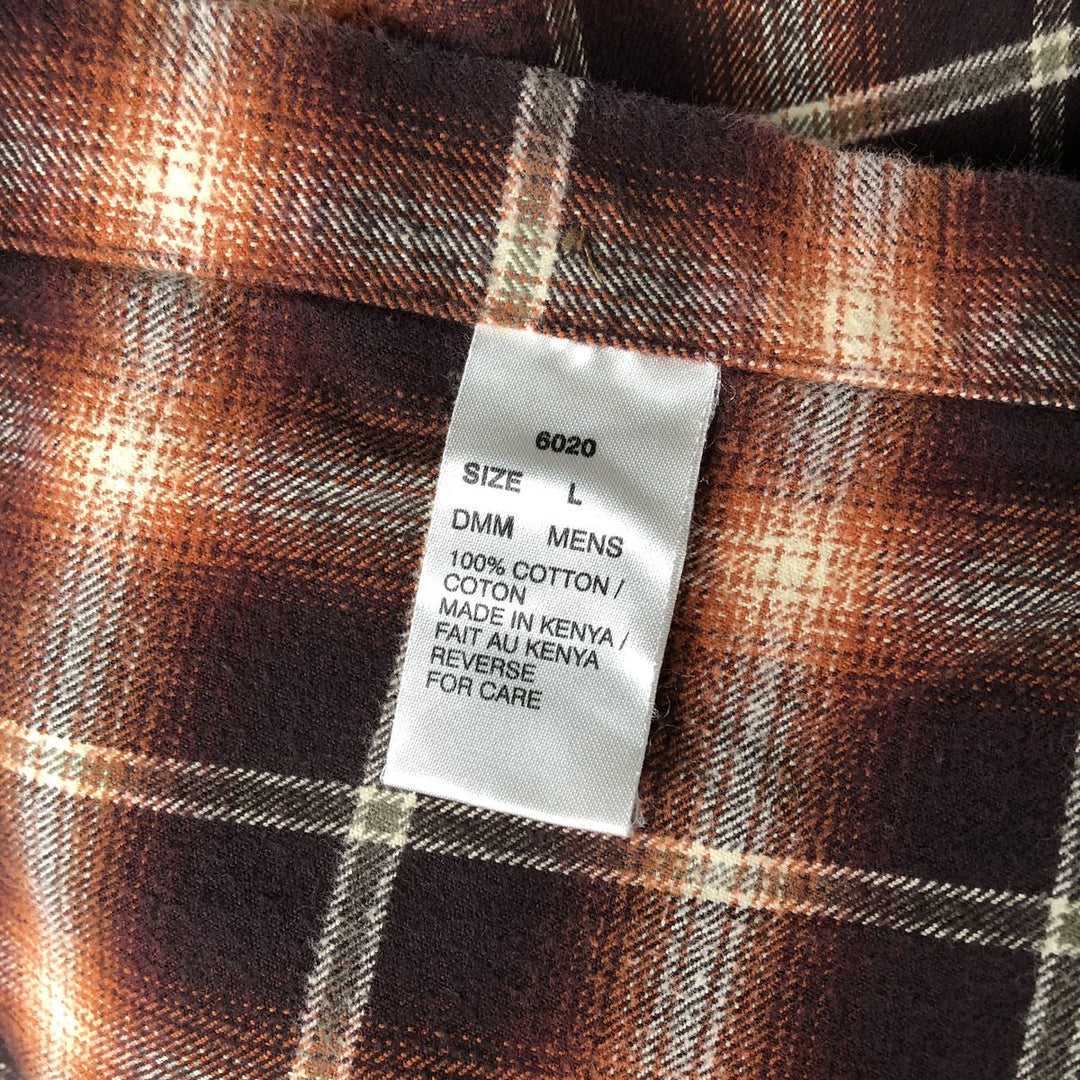 6020
SIZE L
DMM MENS
100% COTTON /
COTON
MADE IN KENYA /
FAIT AU KENYA
REVERSE
FOR CARE